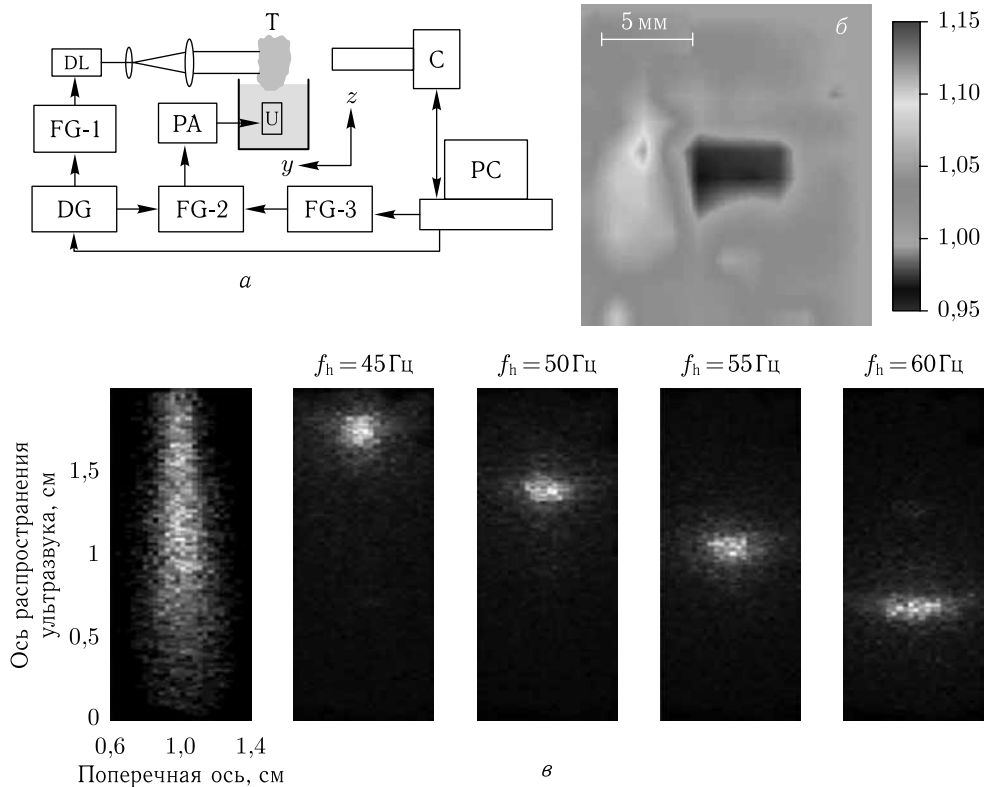 T
DL
C
FG-1
PA
U
z
y
PC
DG
FG-2
FG-3
а
5 мм
б
1,15
1,10
1,05
1,00
0,95
f_h = 45 Гц
f_h = 50 Гц
f_h = 55 Гц
f_h = 60 Гц
Ось распространения
ультразвука, см
1,5
1
0,5
0
0,6 1,0 1,4
Поперечная ось, см
в